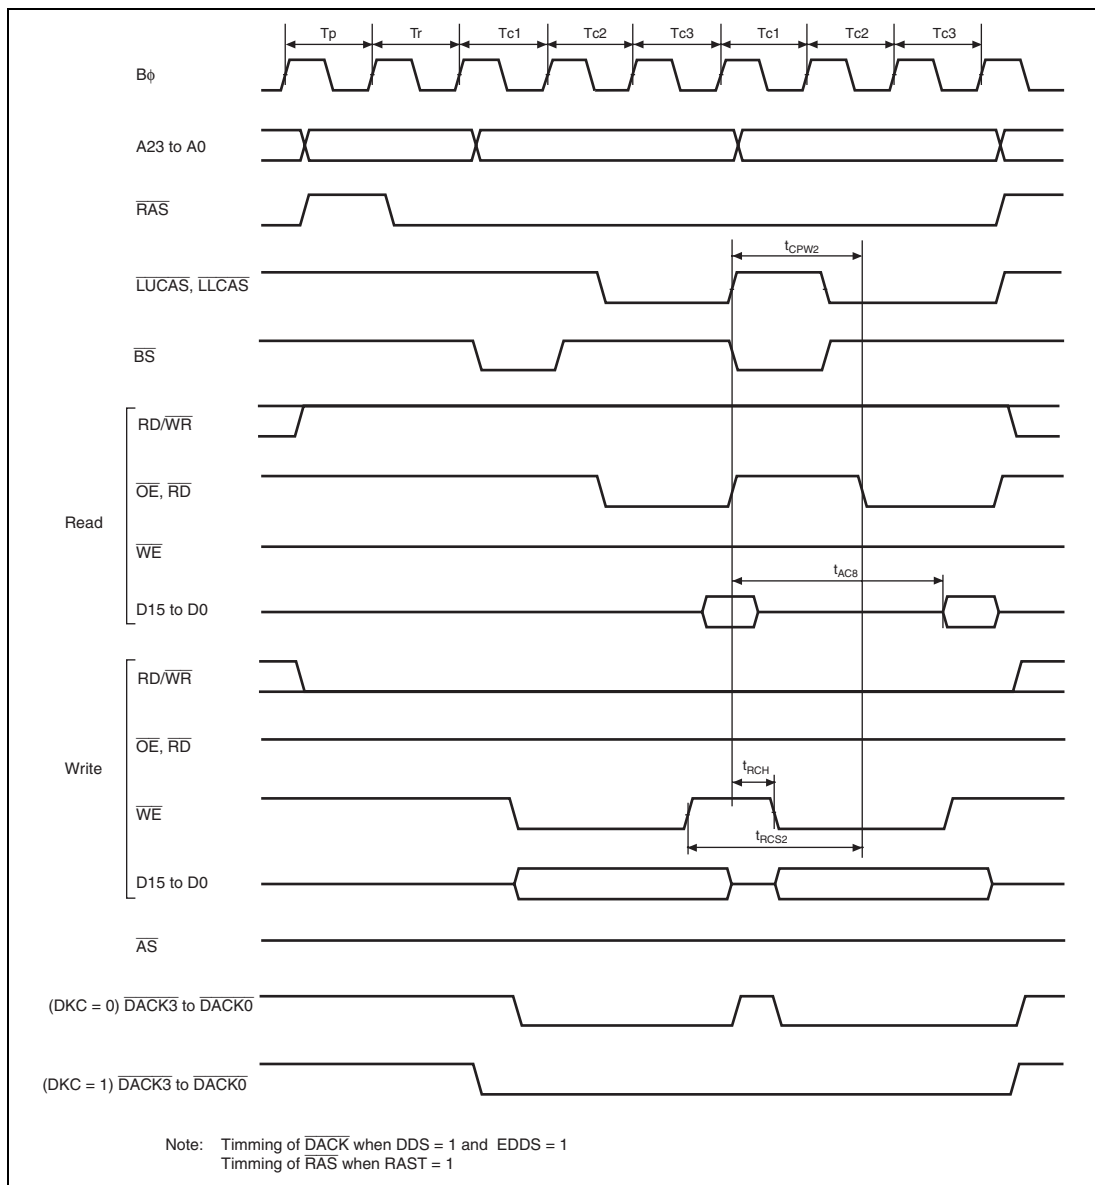 Tp Tr Tc1 Tc2 Tc3 Tc1 Tc2 Tc3
Bϕ
A23 to A0
RAS
tCPW2
LUCAS, LLCAS
BS
RD/WR
OE, RD
Read
WE
tAC8
D15 to D0
RD/WR
OE, RD
Write
tRCH
WE
tRCS2
D15 to D0
AS
(DKC = 0) DACK3 to DACK0
(DKC = 1) DACK3 to DACK0
Note: Timming of DACK when DDS = 1 and EDDS = 1
Timming of RAS when RAST = 1